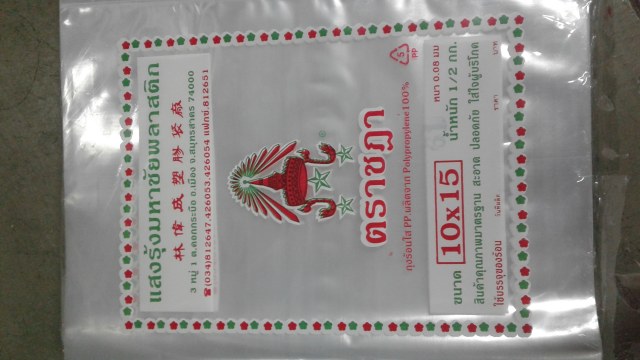 แสงรุ้งมหาชัยพลาสติก
林偉成塑膠袋廠
3 หมู่ 1 ต.คอกกระบือ อ.เมือง จ.สมุทรสาคร 74000
☎(034)812647,426053,426054 แฟกซ์.812651
®
ตราชฎา
ถุงร้อนใส PP ผลิตจาก Polypropylene100%
5
PP
ขนาด 10x15 หนา 0.08 มม
น้ำหนัก 1/2 กก.
สินค้าคุณภาพมาตรฐาน สะอาด ปลอดภัย ใส่ใจผู้บริโภค
ใช้บรรจุของร้อน วันที่ผลิต ราคา บาท